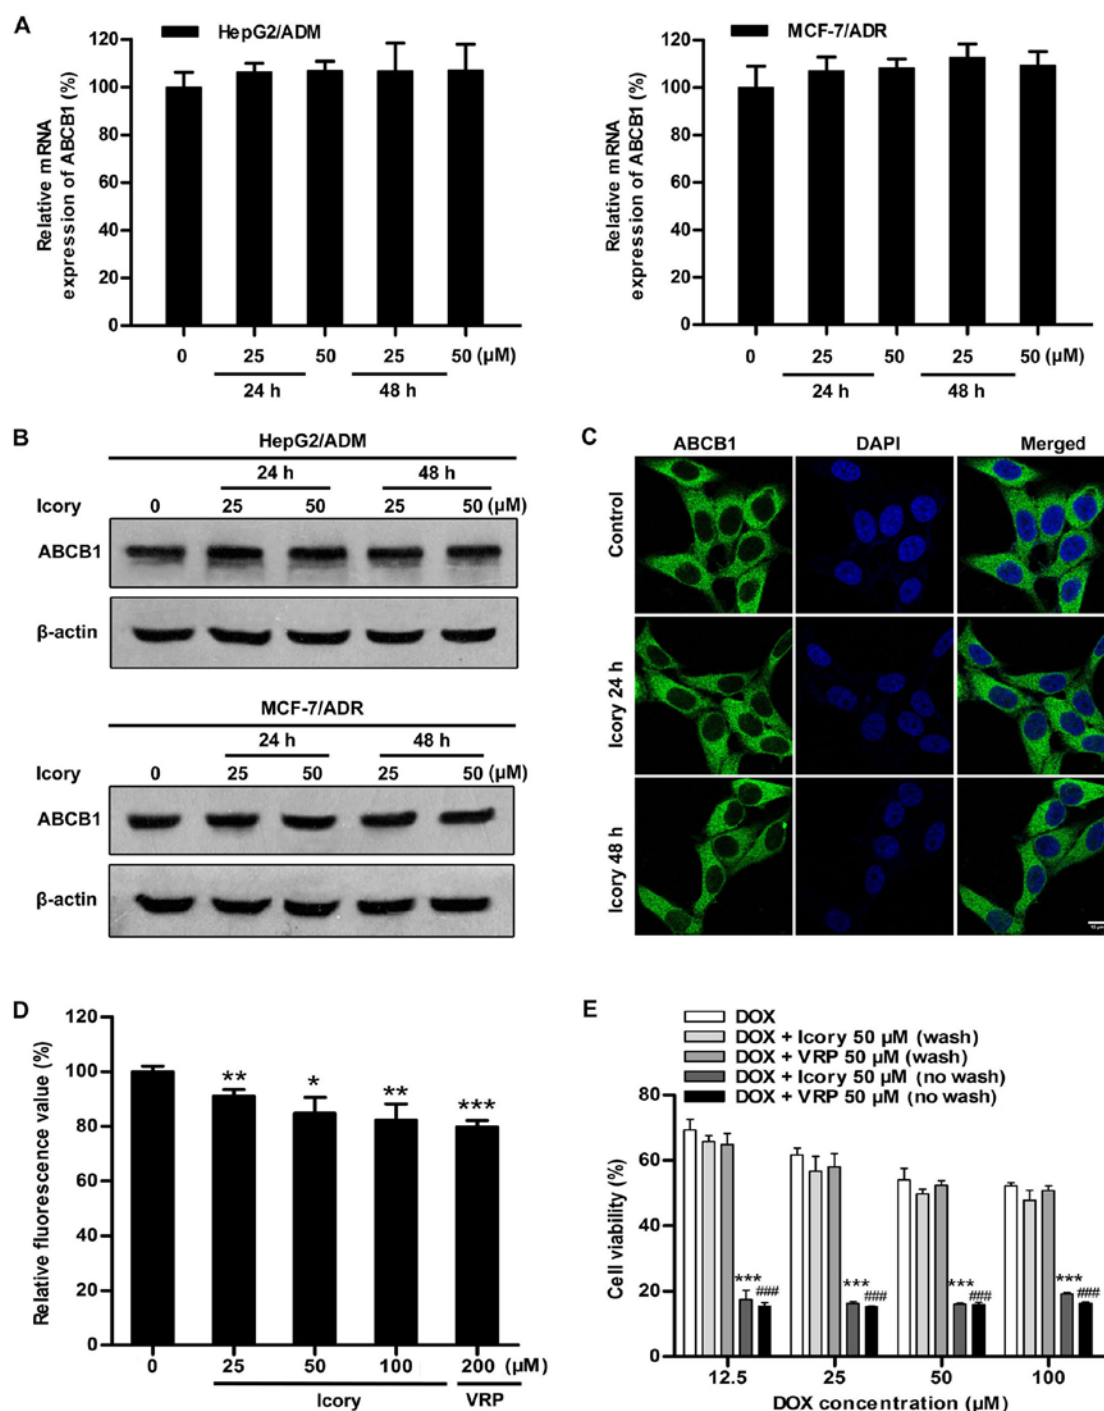 A
HepG2/ADM
Relative mRNA
expression of ABCB1 (%)
120
100
80
60
40
20
0
0 25 50 25 50 (μM)
24 h 48 h
MCF-7/ADR
Relative mRNA
expression of ABCB1 (%)
120
100
80
60
40
20
0
0 25 50 25 50 (μM)
24 h 48 h
B
HepG2/ADM
24 h 48 h
Icory 0 25 50 25 50 (μM)
ABCB1
β-actin
MCF-7/ADR
24 h 48 h
Icory 0 25 50 25 50 (μM)
ABCB1
β-actin
C
ABCB1 DAPI Merged
Control
Icory 24 h
Icory 48 h
D
Relative fluorescence value (%)
120
100
80
60
40
20
0
** * ** ***
0 25 50 100 200 (μM)
Icory VRP
E
DOX
DOX + Icory 50 μM (wash)
DOX + VRP 50 μM (wash)
DOX + Icory 50 μM (no wash)
DOX + VRP 50 μM (no wash)
Cell viability (%)
80
60
40
20
0
*** ### *** ### *** ### *** ###
12.5 25 50 100
DOX concentration (μM)